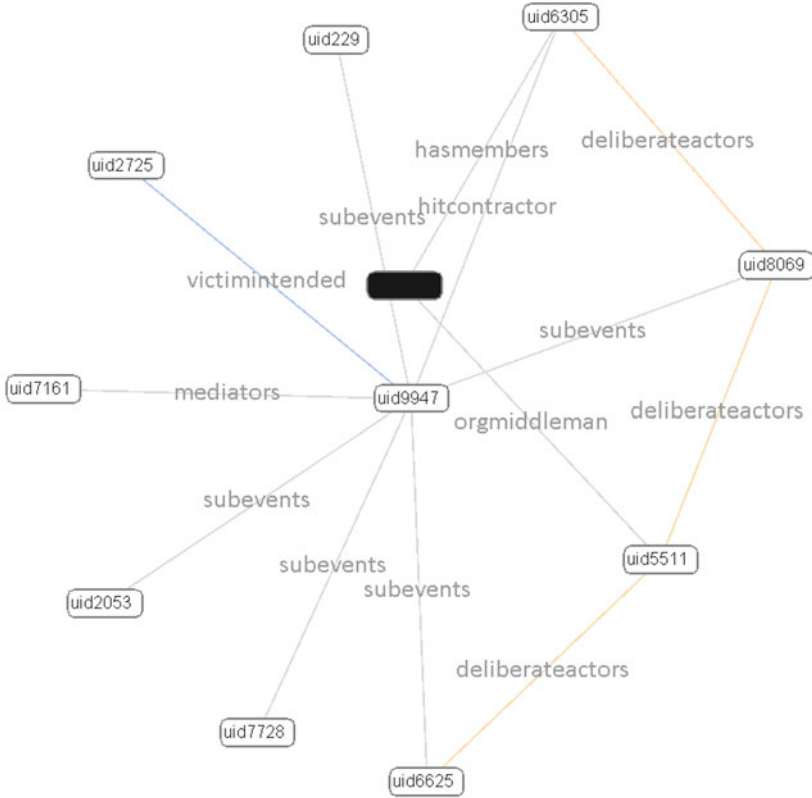 uid6305
uid229
deliberateactors
hasmembers
uid2725
hitcontractor
subevents
uid8069
victimintended
subevents
uid7161
mediators
uid9947
deliberateactors
orgmiddleman
subevents
uid5511
subevents
subevents
uid2053
deliberateactors
uid7728
uid6625